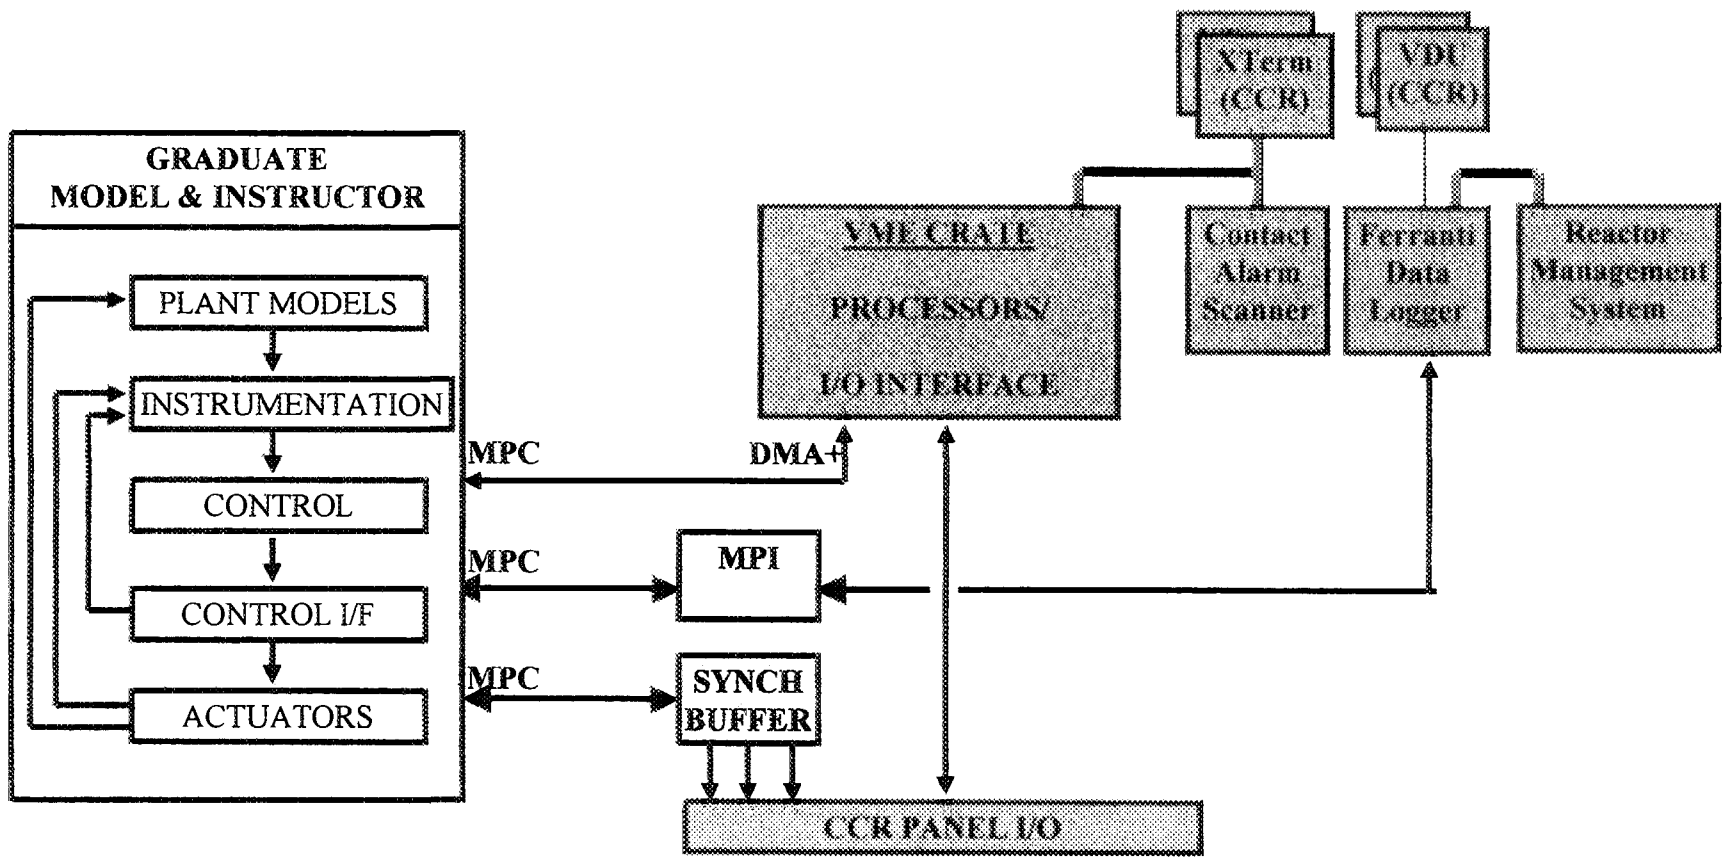 XTerm
(CCR)
VDU
(CCR)
GRADUATE
MODEL & INSTRUCTOR
PLANT MODELS
INSTRUMENTATION
CONTROL
CONTROL I/F
ACTUATORS
MPC
DMA+
MPC
MPC
VME CRATE
PROCESSORS/
I/O INTERFACE
Contact
Alarm
Scanner
Ferranti
Data
Logger
Reactor
Management
System
MPI
SYNCH
BUFFER
CCR PANEL I/O